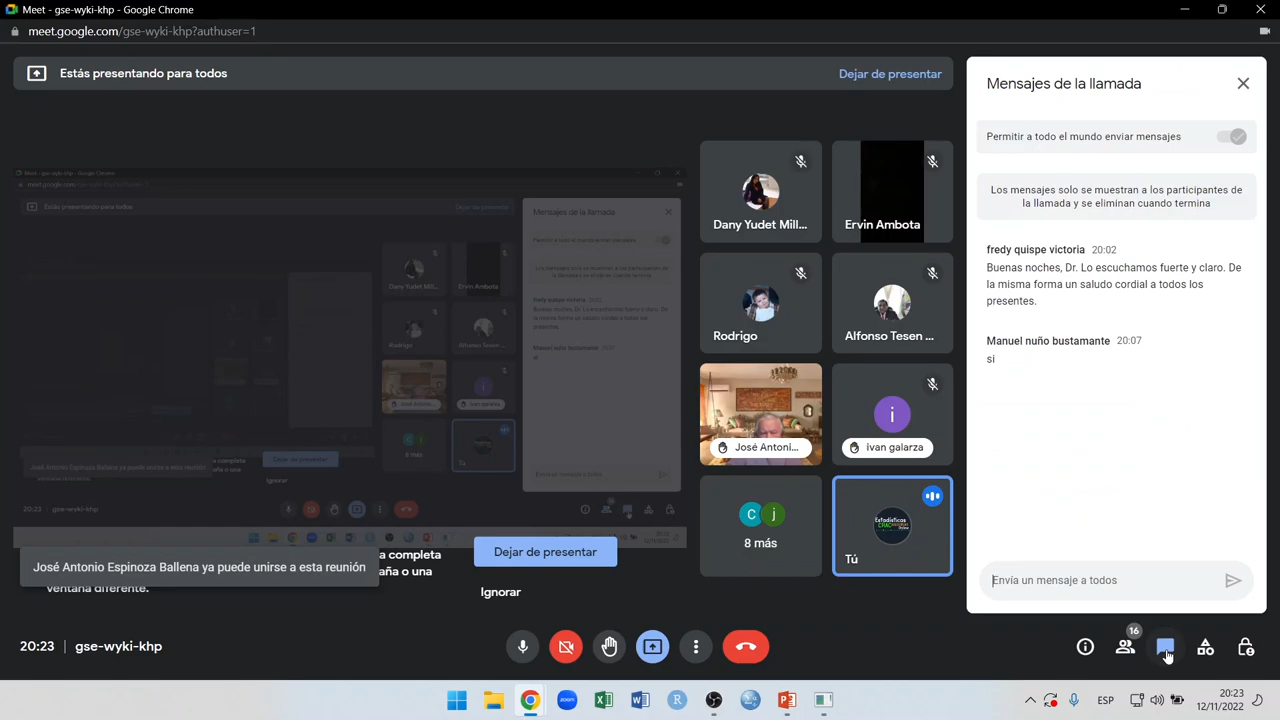 Meet - gse-wyki-khp - Google Chrome
meet.google.com/gse-wyki-khp?authuser=1
Estás presentando para todos
Dejar de presentar
Dany Yudet Mill...
Ervin Ambota
Rodrigo
Alfonso Tesen ...
José Antoni...
i
ivan galarza
C j
8 más
Tú
Mensajes de la llamada
Permitir a todo el mundo enviar mensajes
Los mensajes solo se muestran a los participantes de
la llamada y se eliminan cuando termina
fredy quispe victoria 20:02
Buenas noches, Dr. Lo escuchamos fuerte y claro. De
la misma forma un saludo cordial a todos los
presentes.
Manuel nuño bustamante 20:07
si
Envía un mensaje a todos
José Antonio Espinoza Ballena ya puede unirse a esta reunión
a completa
aña o una
ventana diferente.
Dejar de presentar
Ignorar
20:23 | gse-wyki-khp
16
ESP
20:23
12/11/2022